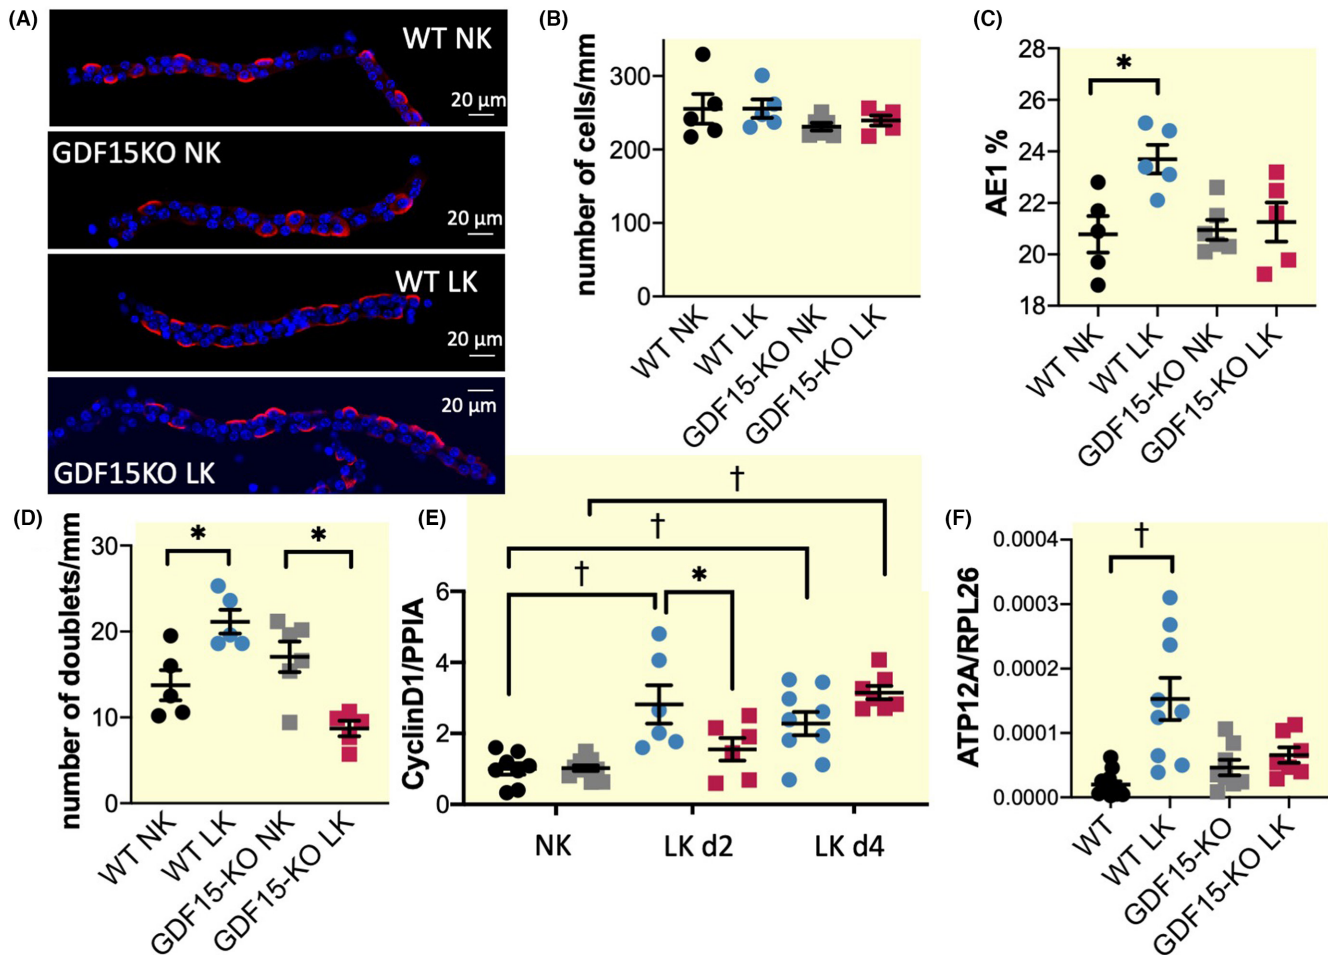 (A)
WT NK
20 µm
GDF15KO NK
20 µm
WT LK
20 µm
20 µm
GDF15KO LK
(B)
number of cells/mm
300
200
100
0
WT NK
WT LK
GDF15-KO NK
GDF15-KO LK
(C)
AE1 %
28
26
24
22
20
18
*
WT NK
WT LK
GDF15-KO NK
GDF15-KO LK
(D)
number of doublets/mm
30
20
10
0
*
*
WT NK
WT LK
GDF15-KO NK
GDF15-KO LK
(E)
CyclinD1/PPIA
6
4
2
0
†
†
†
*
NK
LK d2
LK d4
(F)
ATP12A/RPL26
0.0004
0.0003
0.0002
0.0001
0.0000
†
WT
WT LK
GDF15-KO
GDF15-KO LK